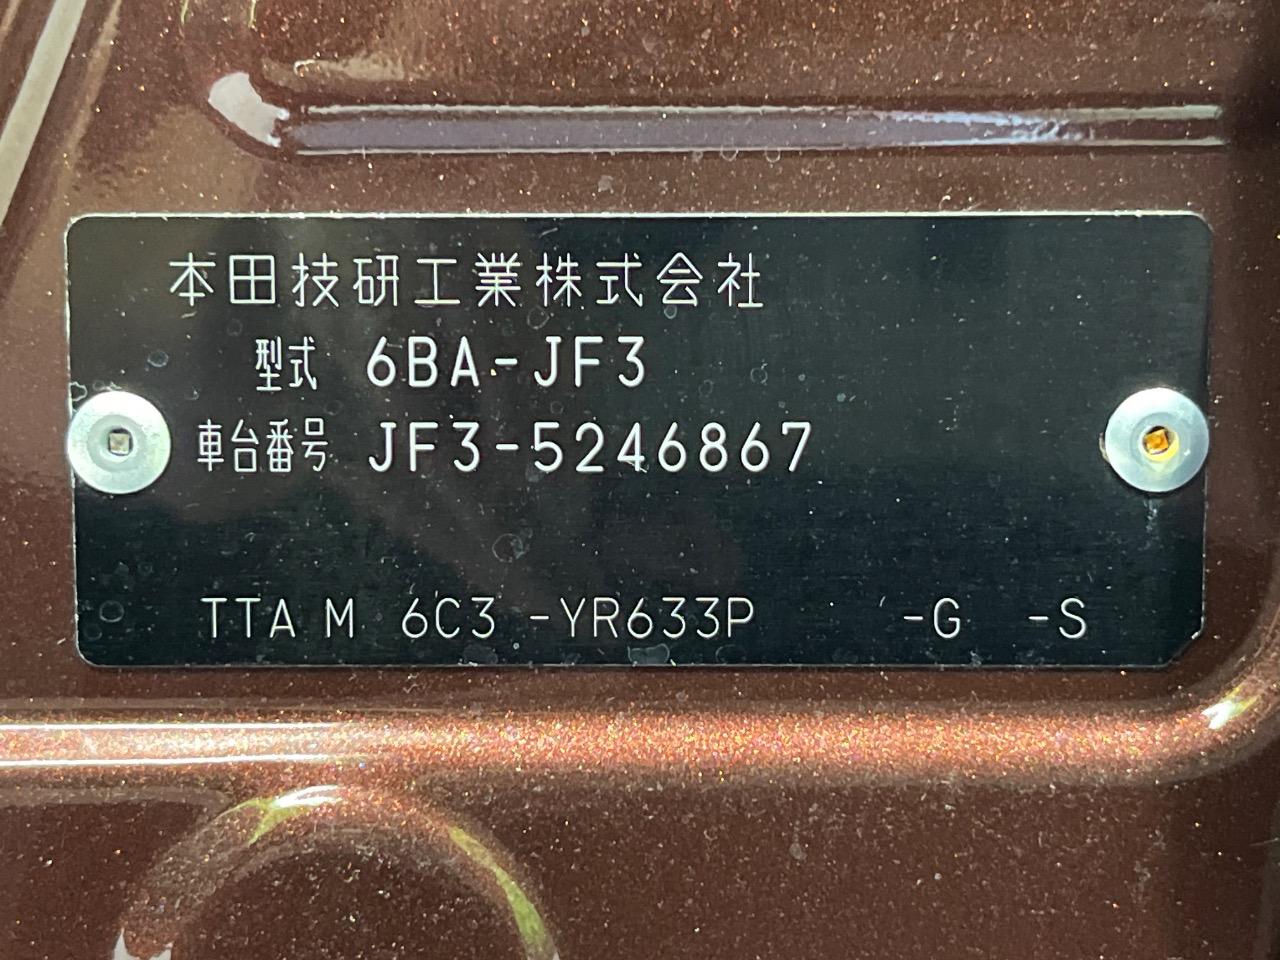 本田技研工業株式会社
型式 6BA-JF3
車台番号 JF3-5246867
TTA M 6C3 -YR633P -G -S